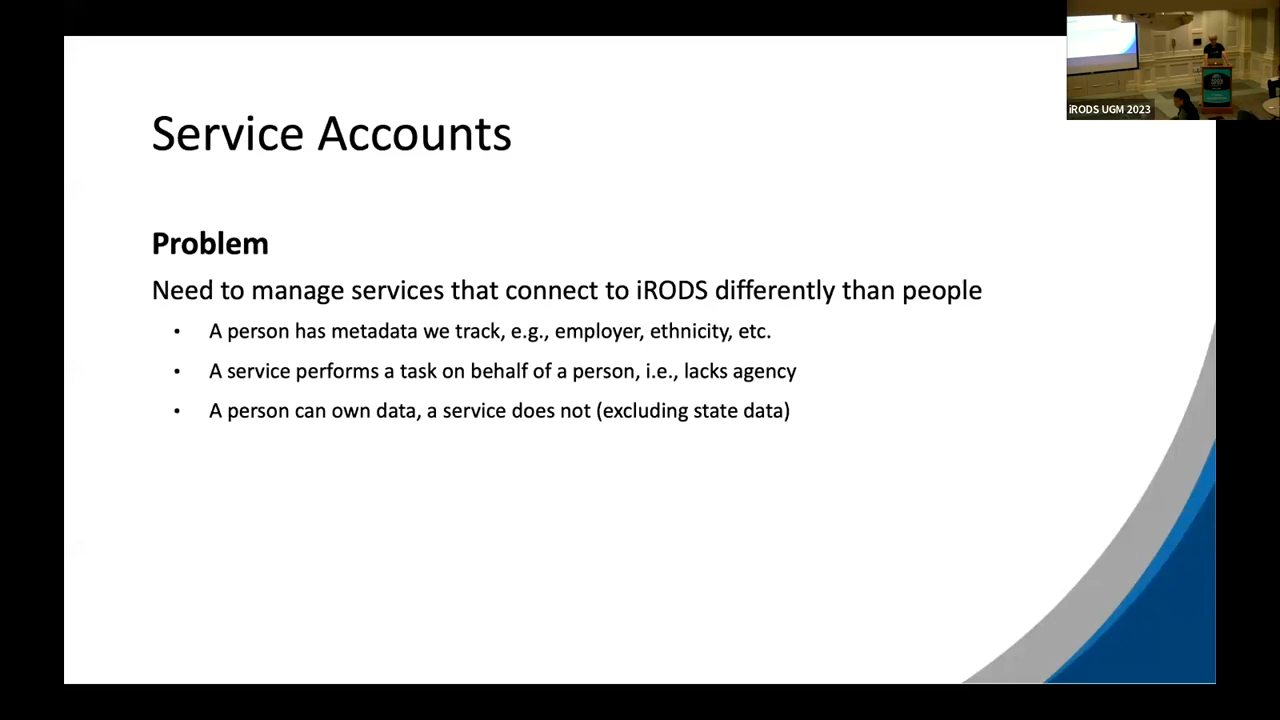 Service Accounts
Problem
Need to manage services that connect to iRODS differently than people
• A person has metadata we track, e.g., employer, ethnicity, etc.
• A service performs a task on behalf of a person, i.e., lacks agency
• A person can own data, a service does not (excluding state data)
iRODS UGM 2023